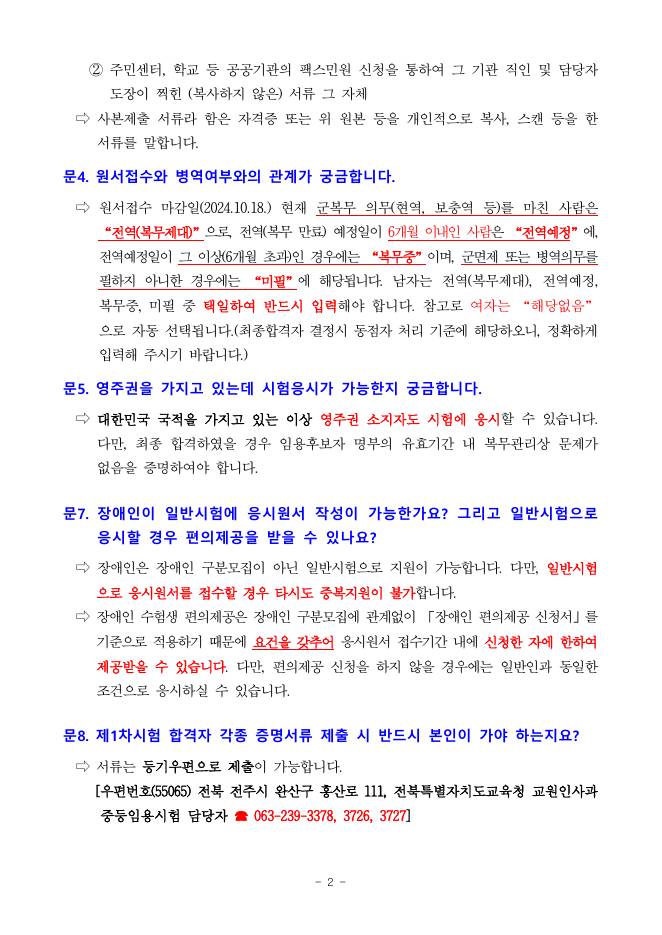 ② 주민센터, 학교 등 공공기관의 팩스민원 신청을 통하여 그 기관 직인 및 담당자
도장이 찍힌 (복사하지 않은) 서류 그 자체
⇨ 사본제출 서류라 함은 자격증 또는 위 원본 등을 개인적으로 복사, 스캔 등을 한
서류를 말합니다.
문4. 원서접수와 병역여부와의 관계가 궁금합니다.
⇨ 원서접수 마감일(2024.10.18.) 현재 군복무 의무(현역, 보충역 등)를 마친 사람은
“전역(복무제대)”으로, 전역(복무 만료) 예정일이 6개월 이내인 사람은 “전역예정”에,
전역예정일이 그 이상(6개월 초과)인 경우에는 “복무중”이며, 군면제 또는 병역의무를
필하지 아니한 경우에는 “미필”에 해당됩니다. 남자는 전역(복무제대), 전역예정,
복무중, 미필 중 택일하여 반드시 입력해야 합니다. 참고로 여자는 “해당없음”
으로 자동 선택됩니다.(최종합격자 결정시 동점자 처리 기준에 해당하오니, 정확하게
입력해 주시기 바랍니다.)
문5. 영주권을 가지고 있는데 시험응시가 가능한지 궁금합니다.
⇨ 대한민국 국적을 가지고 있는 이상 영주권 소지자도 시험에 응시할 수 있습니다.
다만, 최종 합격하였을 경우 임용후보자 명부의 유효기간 내 복무관리상 문제가
없음을 증명하여야 합니다.
문7. 장애인이 일반시험에 응시원서 작성이 가능한가요? 그리고 일반시험으로
응시할 경우 편의제공을 받을 수 있나요?
⇨ 장애인은 장애인 구분모집이 아닌 일반시험으로 지원이 가능합니다. 다만, 일반시험
으로 응시원서를 접수할 경우 타시도 중복지원이 불가합니다.
⇨ 장애인 수험생 편의제공은 장애인 구분모집에 관계없이 「장애인 편의제공 신청서」를
기준으로 적용하기 때문에 요건을 갖추어 응시원서 접수기간 내에 신청한 자에 한하여
제공받을 수 있습니다. 다만, 편의제공 신청을 하지 않을 경우에는 일반인과 동일한
조건으로 응시하실 수 있습니다.
문8. 제1차시험 합격자 각종 증명서류 제출 시 반드시 본인이 가야 하는지요?
⇨ 서류는 등기우편으로 제출이 가능합니다.
[우편번호(55065) 전북 전주시 완산구 홍산로 111, 전북특별자치도교육청 교원인사과
중등임용시험 담당자 ☎ 063-239-3378, 3726, 3727]
- 2 -